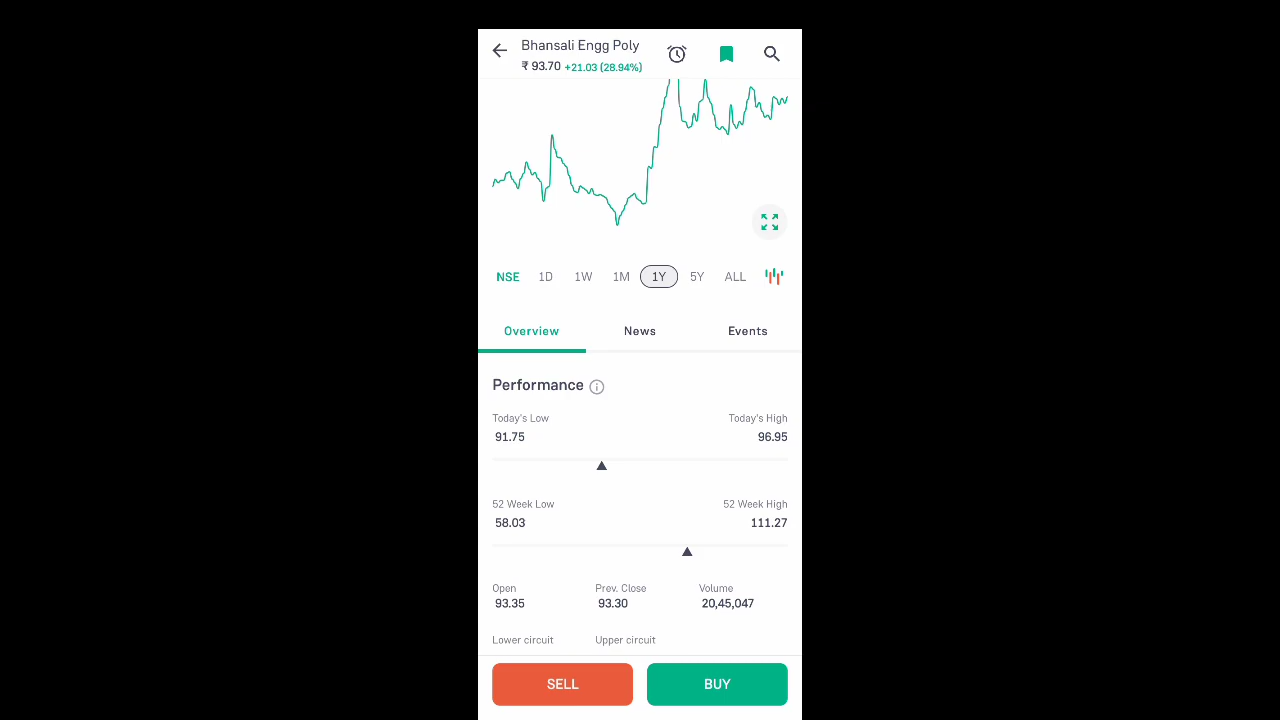 Bhansali Engg Poly
₹ 93.70 +21.03 (28.94%)
NSE 1D 1W 1M 1Y 5Y ALL
Overview News Events
Performance
Today's Low Today's High
91.75 96.95
52 Week Low 52 Week High
58.03 111.27
Open Prev. Close Volume
93.35 93.30 20,45,047
Lower circuit Upper circuit
SELL BUY